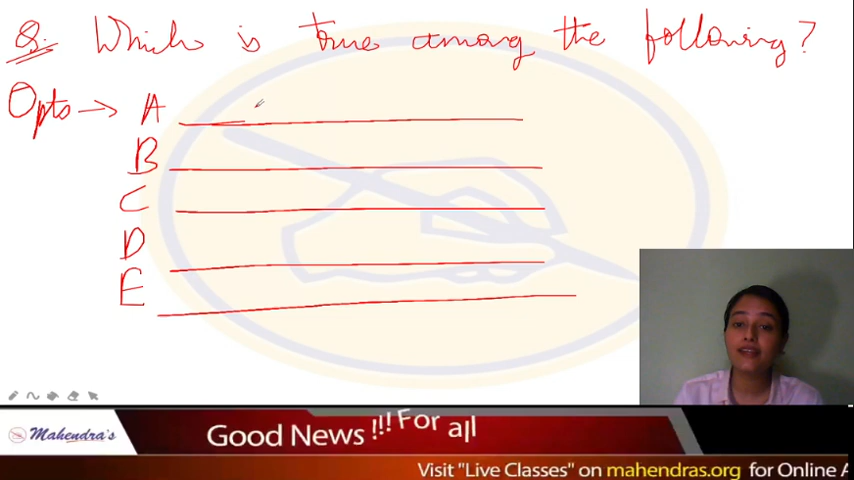 Q. Which is true among the following?
Opts → A
B
C
D
E
Mahendra's
Good News !!! For all
Visit "Live Classes" on mahendras.org for Online A